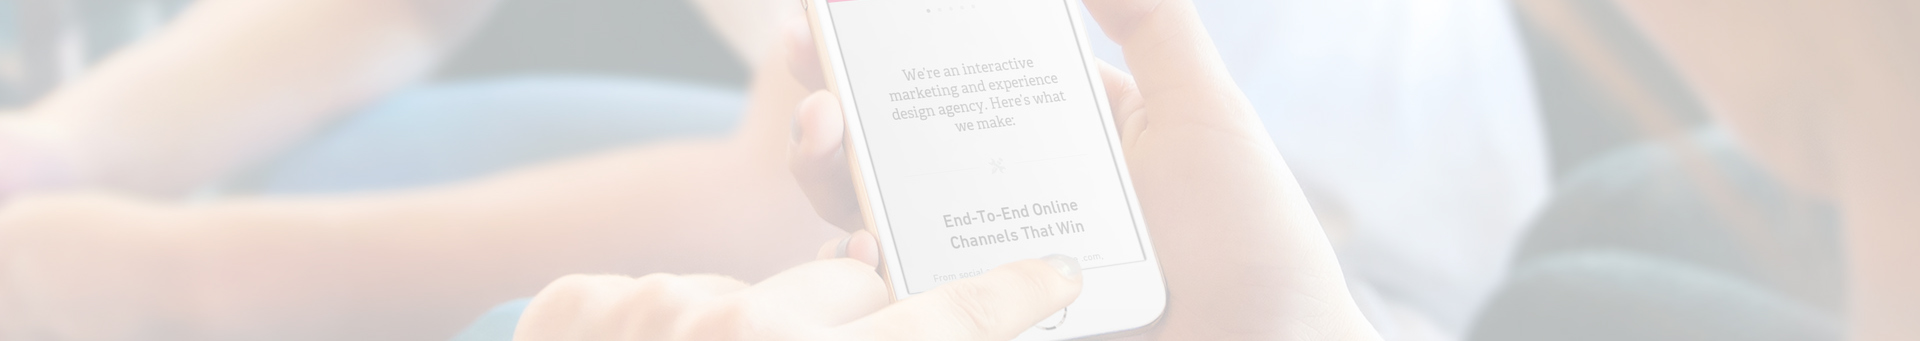 We're an interactive
marketing and experience
design agency. Here's what
we make:
End-To-End Online
Channels That Win
From social
com,